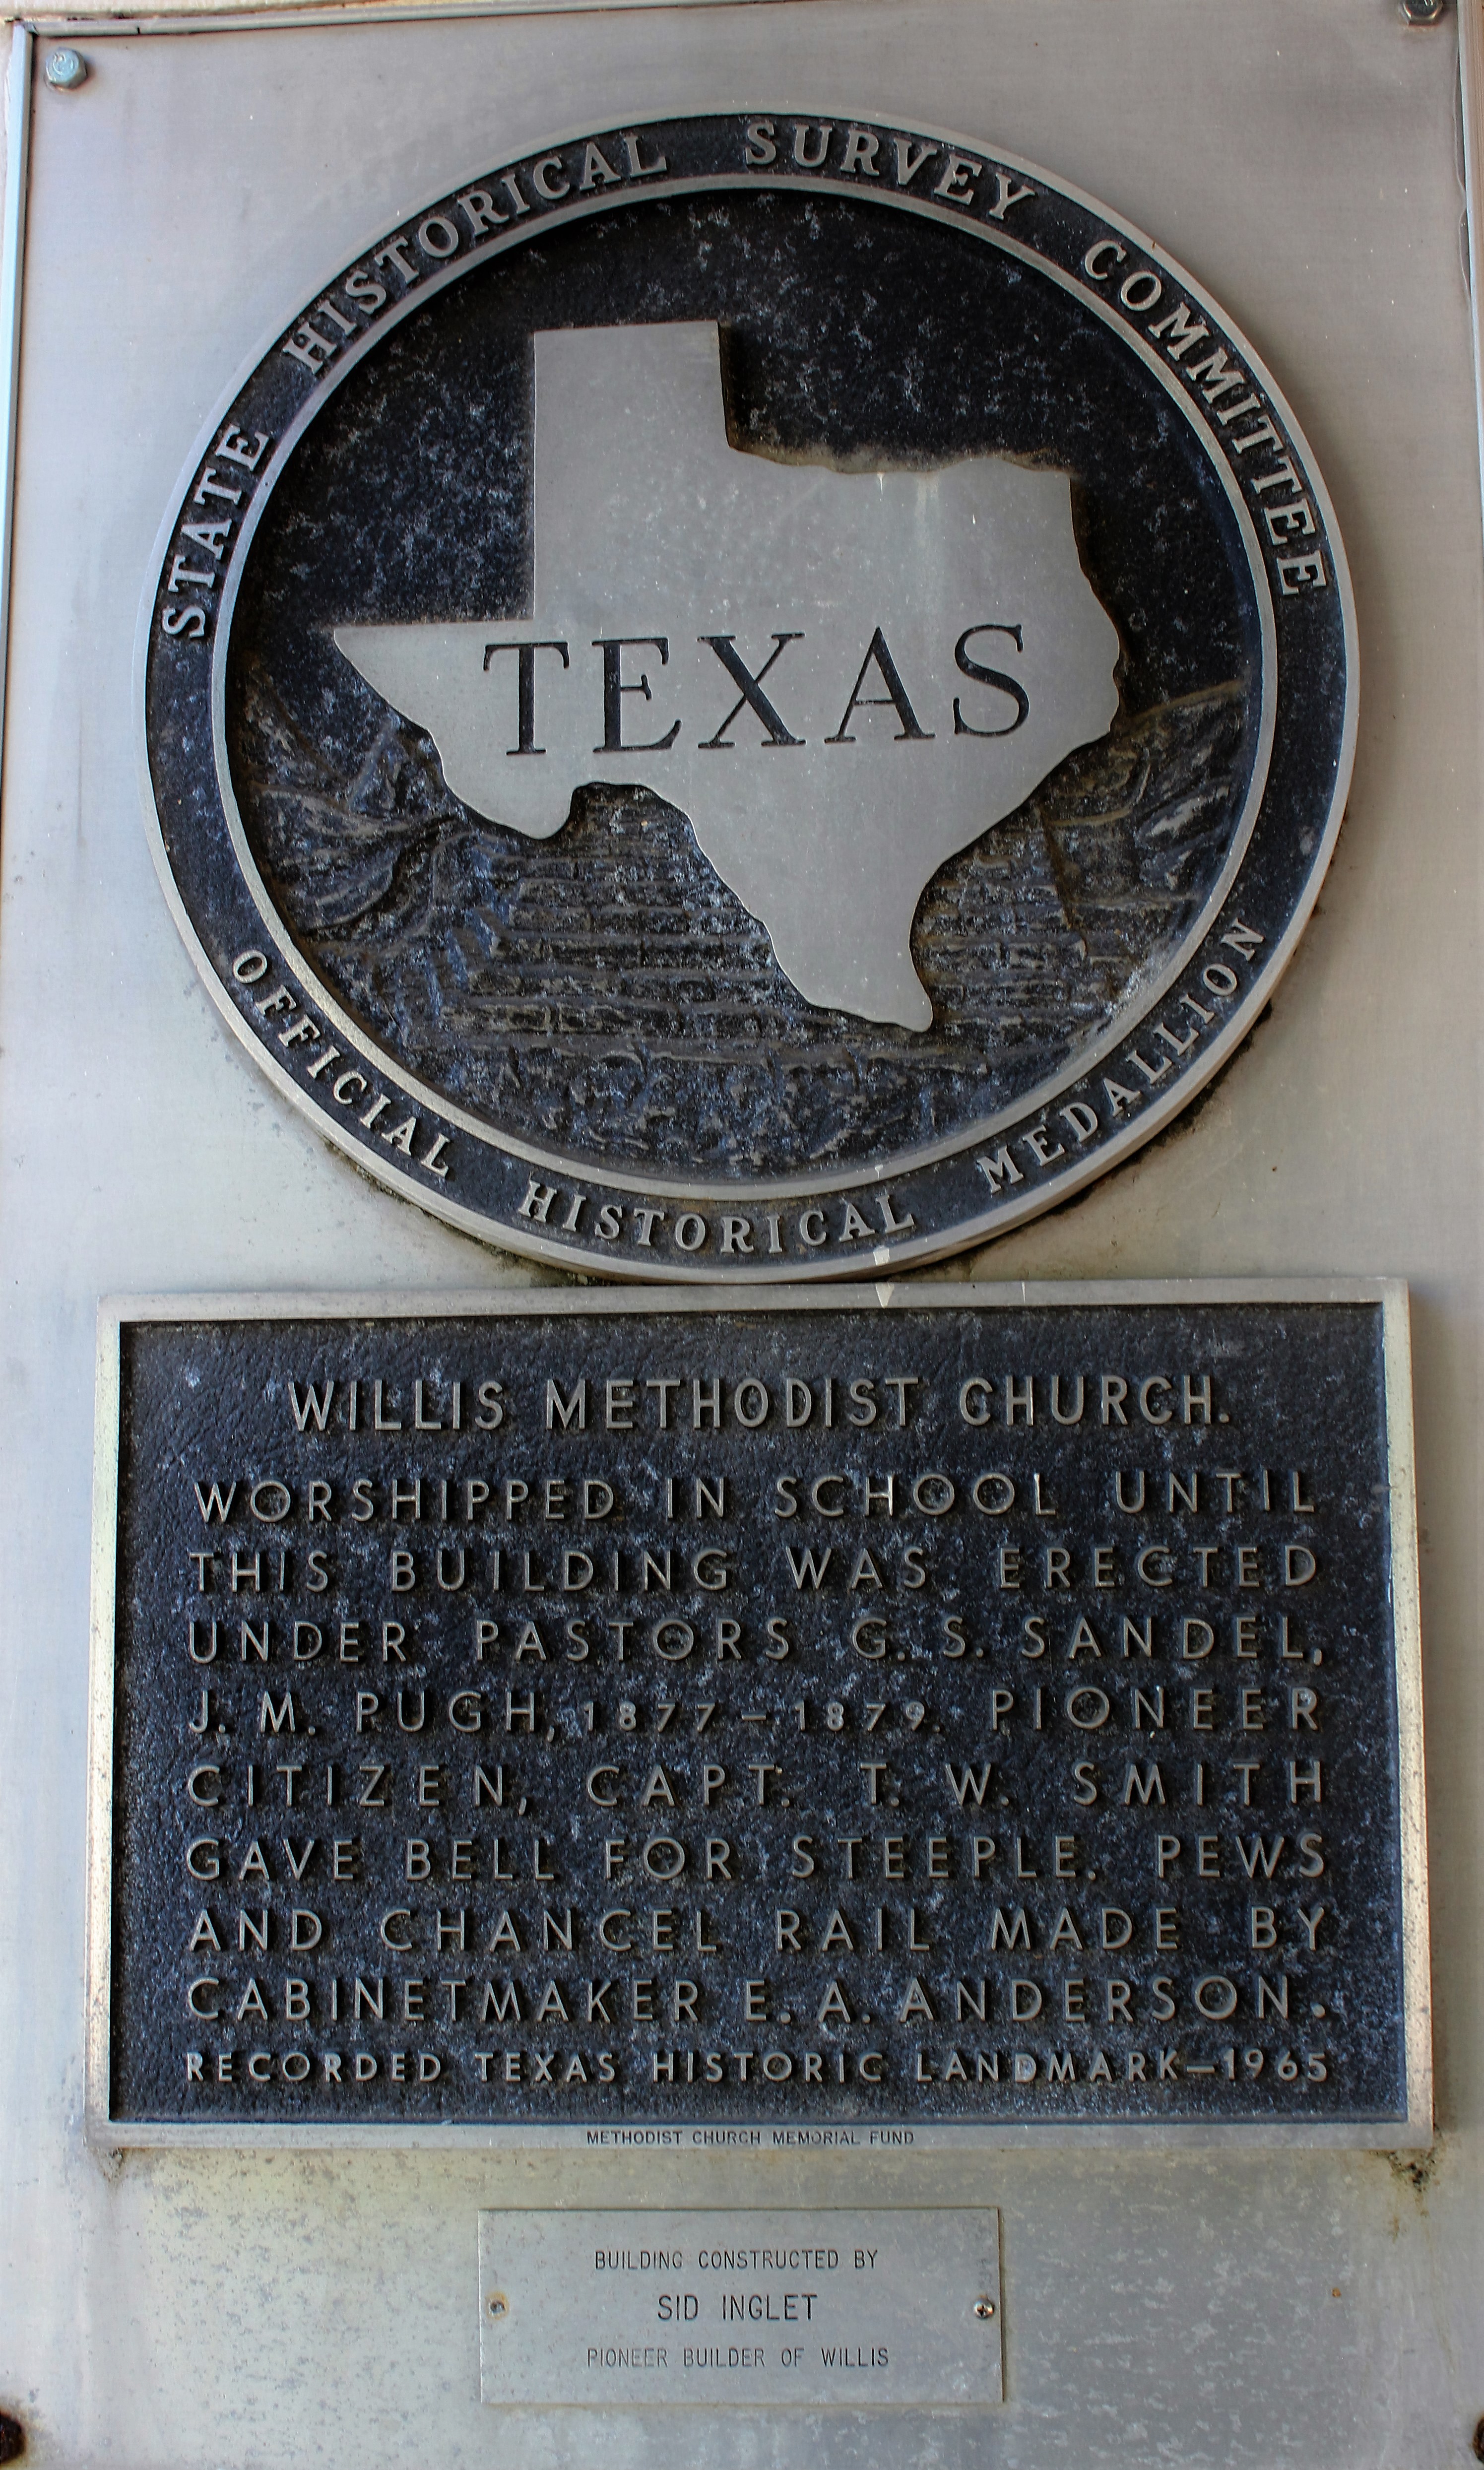 STATE HISTORICAL SURVEY COMMITTEE
TEXAS
OFFICIAL HISTORICAL MEDALLION
WILLIS METHODIST CHURCH.
WORSHIPPED IN SCHOOL UNTIL
THIS BUILDING WAS ERECTED
UNDER PASTORS G. S. SANDEL,
J. M. PUGH, 1877–1879. PIONEER
CITIZEN, CAPT. T. W. SMITH
GAVE BELL FOR STEEPLE. PEWS
AND CHANCEL RAIL MADE BY
CABINETMAKER E. A. ANDERSON.
RECORDED TEXAS HISTORIC LANDMARK–1965
METHODIST CHURCH MEMORIAL FUND
BUILDING CONSTRUCTED BY
SID INGLET
PIONEER BUILDER OF WILLIS